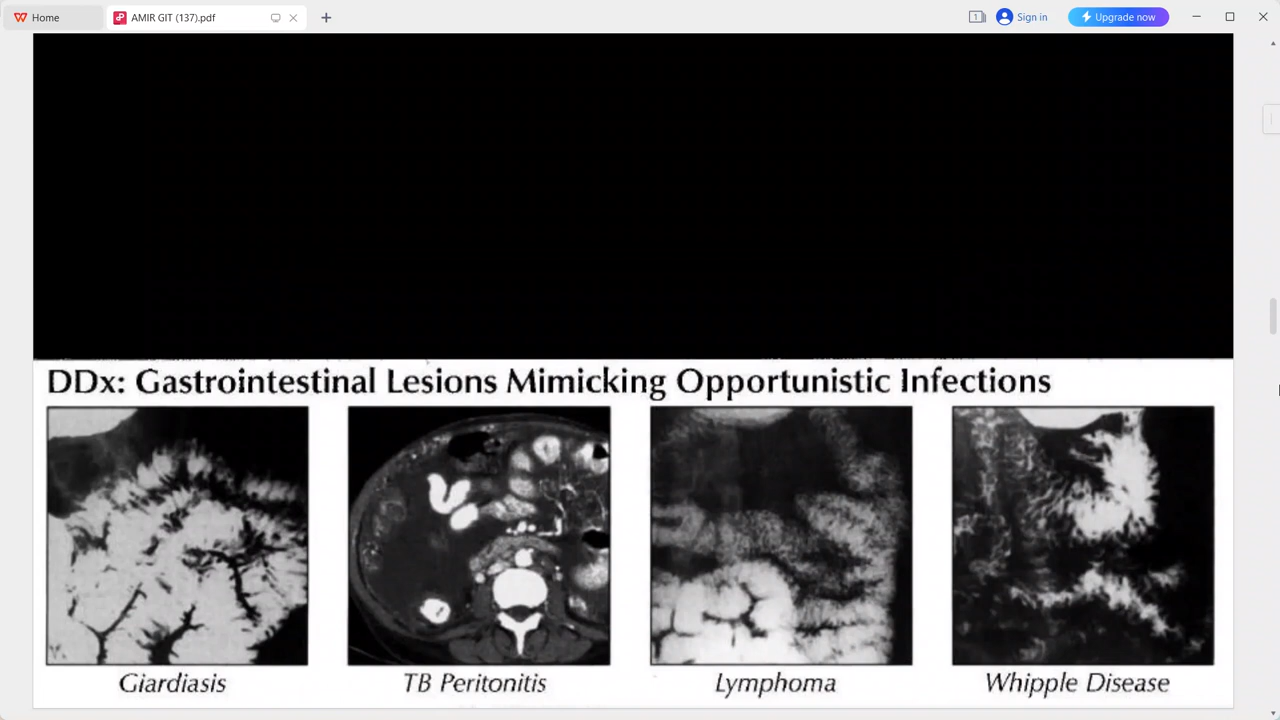 Home
AMIR GIT (137).pdf
1
Sign in
Upgrade now
DDx: Gastrointestinal Lesions Mimicking Opportunistic Infections
Giardiasis
TB Peritonitis
Lymphoma
Whipple Disease